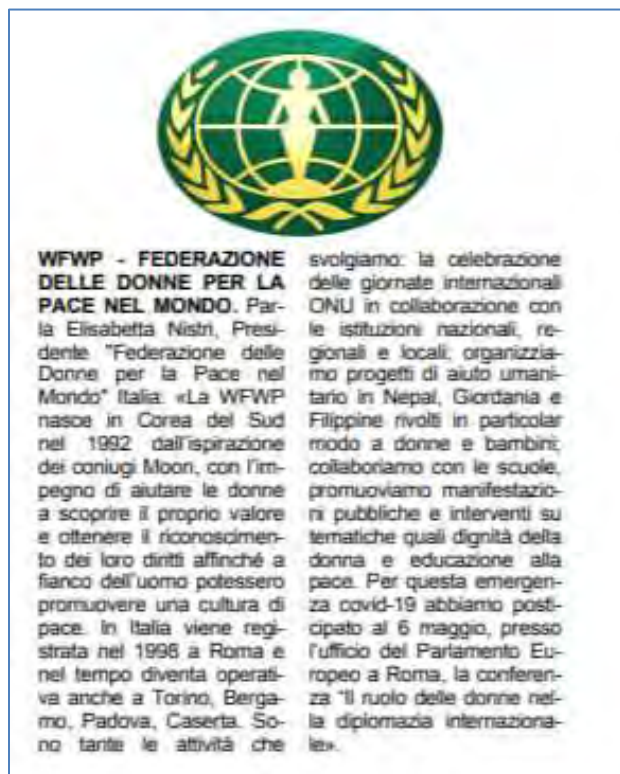 WFWP - FEDERAZIONE
DELLE DONNE PER LA
PACE NEL MONDO. Par-
la Elisabetta Nistri, Presi-
dente "Federazione delle
Donne per la Pace nel
Mondo" Italia: «La WFWP
nasce in Corea del Sud
nel 1992 dall'ispirazione
dei coniugi Moon, con l'im-
pegno di aiutare le donne
a scoprire il proprio valore
e ottenere il riconoscimen-
to dei loro diritti affinché a
fianco dell'uomo potessero
promuovere una cultura di
pace. In Italia viene regi-
strata nel 1998 a Roma e
nel tempo diventa operati-
va anche a Torino, Berga-
mo, Padova, Caserta. So-
no tante le attività che
svolgiamo: la celebrazione
delle giornate internazionali
ONU in collaborazione con
le istituzioni nazionali, re-
gionali e locali; organizzia-
mo progetti di aiuto umani-
tario in Nepal, Giordania e
Filippine rivolti in particolar
modo a donne e bambini;
collaboriamo con le scuole,
promuoviamo manifestazio-
ni pubbliche e interventi su
tematiche quali dignità della
donna e educazione alla
pace. Per questa emergen-
za covid-19 abbiamo posti-
cipato al 6 maggio, presso
l'ufficio del Parlamento Eu-
ropeo a Roma, la conferen-
za "Il ruolo delle donne nel-
la diplomazia internaziona-
le».